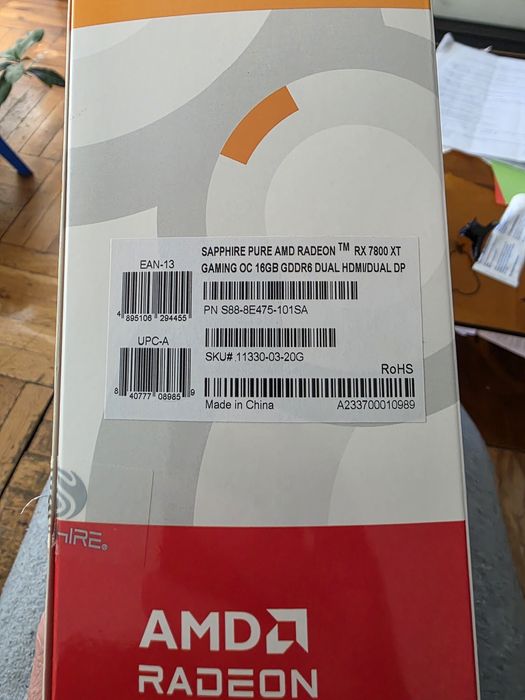 SAPPHIRE PURE AMD RADEON ™ RX 7800 XT
GAMING OC 16GB GDDR6 DUAL HDMI/DUAL DP
EAN-13
4 895106 294455
PN S88-8E475-101SA
UPC-A
8 40777 08985 9
SKU# 11330-03-20G
RoHS
Made in China
A233700010989
HIRE®
AMD
RADEON